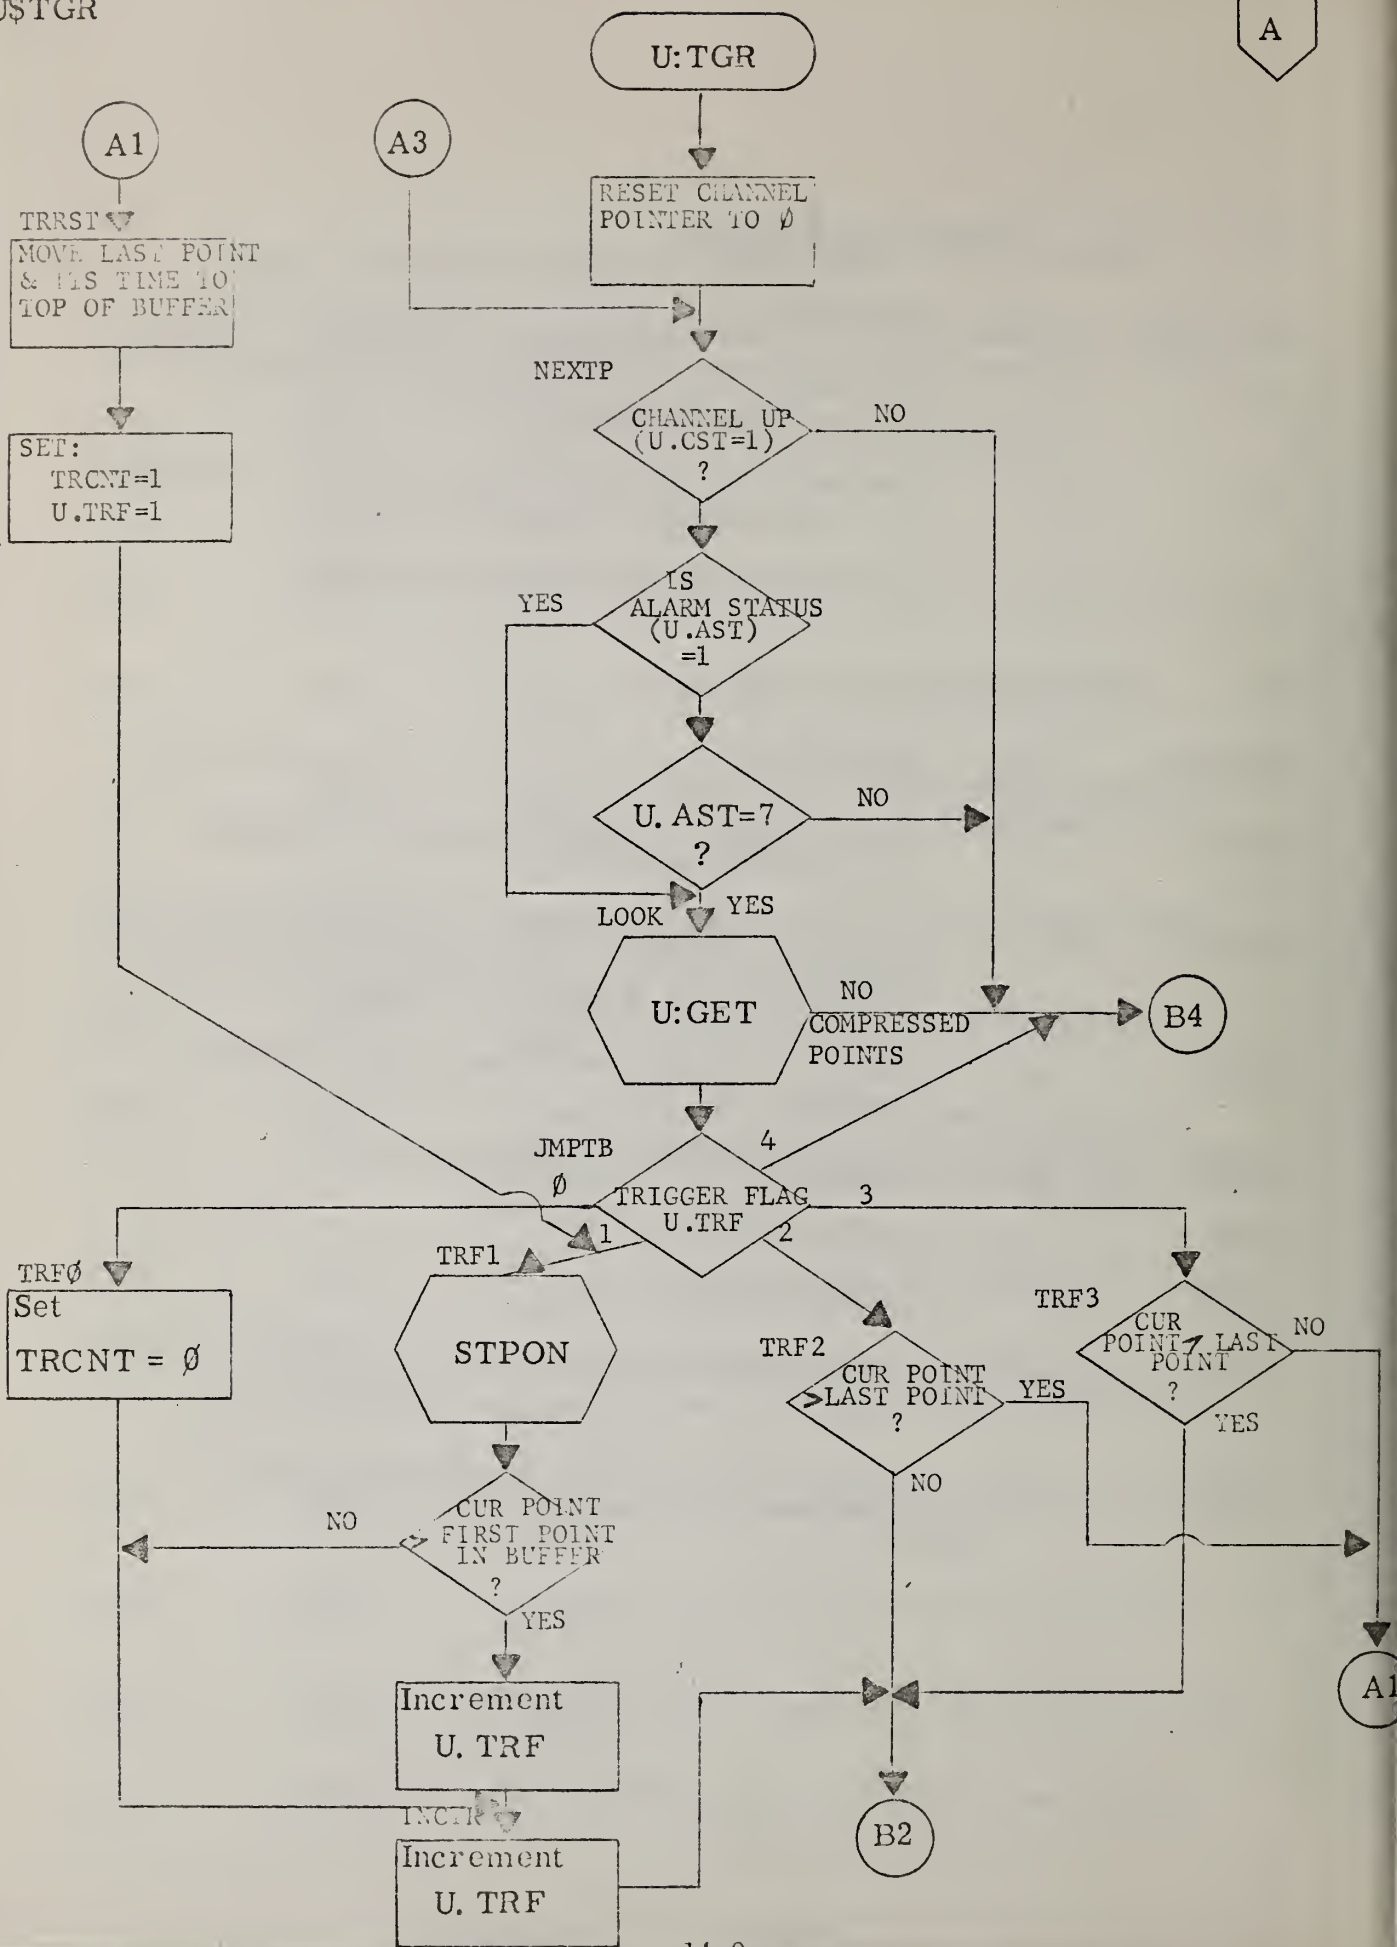 U$TGR
A
U:TGR
A1
A3
RESET CHANNEL
POINTER TO Ø
TRRST
MOVE LAST POINT
& ITS TIME TO
TOP OF BUFFER
NEXTP
CHANNEL UP
(U.CST=1)
?
NO
SET:
TRCNT=1
U.TRF=1
IS
ALARM STATUS
(U.AST)
=1
YES
U. AST=7
?
NO
LOOK
YES
U:GET
NO
COMPRESSED
POINTS
B4
JMPTB
TRIGGER FLAG
U.TRF
Ø
1
2
3
4
TRFØ
Set
TRCNT = Ø
TRF1
STPON
TRF2
CUR POINT
>LAST POINT
?
YES
NO
TRF3
CUR
POINT > LAST
POINT
?
NO
YES
CUR POINT
> FIRST POINT
IN BUFFER
?
NO
YES
Increment
U. TRF
A1
INCTR
Increment
U. TRF
B2